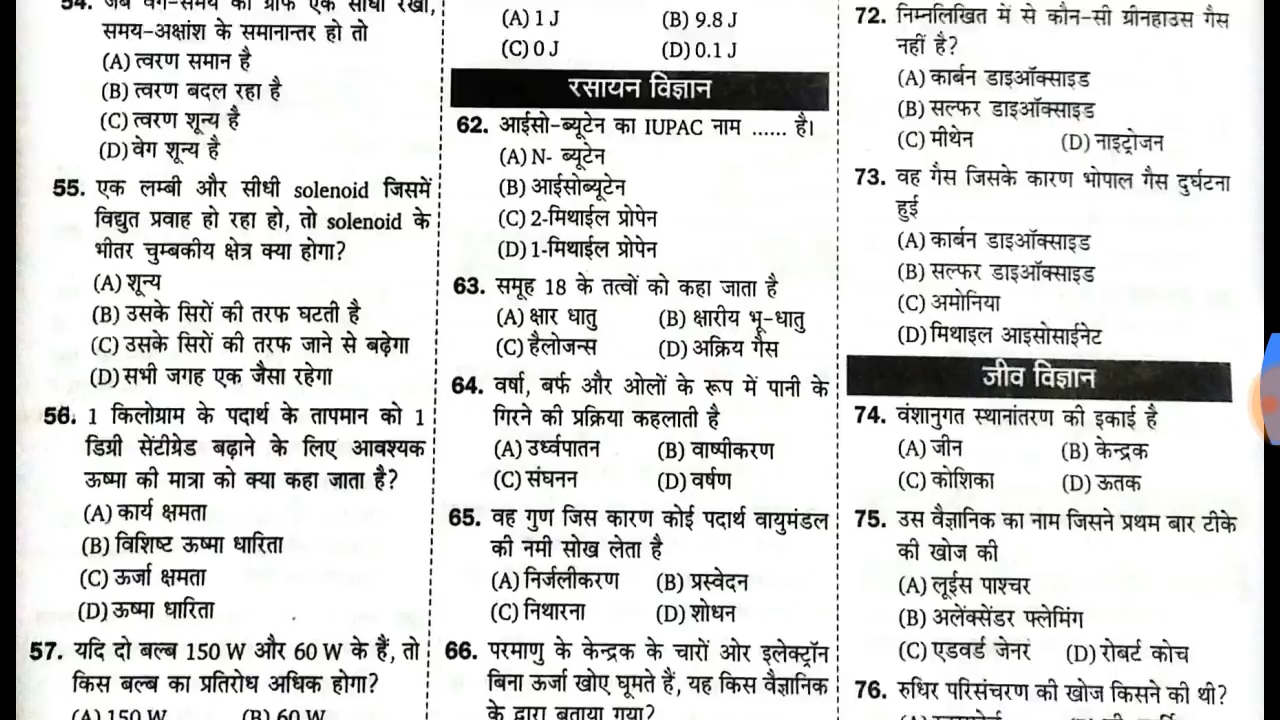 54. जब वेग-समय का ग्राफ एक सीधी रेखा,
समय-अक्षांश के समानान्तर हो तो
(A) त्वरण समान है
(B) त्वरण बदल रहा है
(C) त्वरण शून्य है
(D) वेग शून्य है
55. एक लम्बी और सीधी solenoid जिसमें
विद्युत प्रवाह हो रहा हो, तो solenoid के
भीतर चुम्बकीय क्षेत्र क्या होगा?
(A) शून्य
(B) उसके सिरों की तरफ घटती है
(C) उसके सिरों की तरफ जाने से बढ़ेगा
(D) सभी जगह एक जैसा रहेगा
56. 1 किलोग्राम के पदार्थ के तापमान को 1
डिग्री सेंटीग्रेड बढ़ाने के लिए आवश्यक
ऊष्मा की मात्रा को क्या कहा जाता है?
(A) कार्य क्षमता
(B) विशिष्ट ऊष्मा धारिता
(C) ऊर्जा क्षमता
(D) ऊष्मा धारिता
57. यदि दो बल्ब 150 W और 60 W के हैं, तो
किस बल्ब का प्रतिरोध अधिक होगा?
(A) 150 W (B) 60 W
(A) 1 J (B) 9.8 J
(C) 0 J (D) 0.1 J
रसायन विज्ञान
62. आईसो-ब्यूटेन का IUPAC नाम ...... है।
(A) N- ब्यूटेन
(B) आईसोब्यूटेन
(C) 2-मिथाईल प्रोपेन
(D) 1-मिथाईल प्रोपेन
63. समूह 18 के तत्वों को कहा जाता है
(A) क्षार धातु (B) क्षारीय भू-धातु
(C) हैलोजन्स (D) अक्रिय गैस
64. वर्षा, बर्फ और ओलों के रूप में पानी के
गिरने की प्रक्रिया कहलाती है
(A) उर्ध्वपातन (B) वाष्पीकरण
(C) संघनन (D) वर्षण
65. वह गुण जिस कारण कोई पदार्थ वायुमंडल
की नमी सोख लेता है
(A) निर्जलीकरण (B) प्रस्वेदन
(C) निथारना (D) शोधन
66. परमाणु के केन्द्रक के चारों ओर इलेक्ट्रॉन
बिना ऊर्जा खोए घूमते हैं, यह किस वैज्ञानिक
के द्वारा बताया गया?
72. निम्नलिखित में से कौन-सी ग्रीनहाउस गैस
नहीं है?
(A) कार्बन डाइऑक्साइड
(B) सल्फर डाइऑक्साइड
(C) मीथेन (D) नाइट्रोजन
73. वह गैस जिसके कारण भोपाल गैस दुर्घटना
हुई
(A) कार्बन डाइऑक्साइड
(B) सल्फर डाइऑक्साइड
(C) अमोनिया
(D) मिथाइल आइसोसाईनेट
जीव विज्ञान
74. वंशानुगत स्थानांतरण की इकाई है
(A) जीन (B) केन्द्रक
(C) कोशिका (D) ऊतक
75. उस वैज्ञानिक का नाम जिसने प्रथम बार टीके
की खोज की
(A) लूईस पाश्चर
(B) अलेक्सेंडर फ्लेमिंग
(C) एडवर्ड जेनर (D) रोबर्ट कोच
76. रुधिर परिसंचरण की खोज किसने की थी?